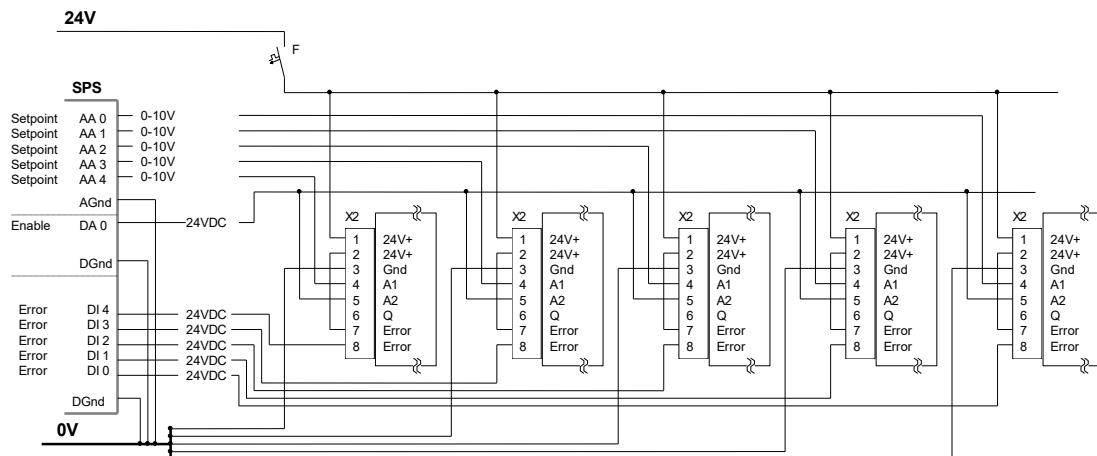 24V
F
SPS
Setpoint AA 0 0-10V
Setpoint AA 1 0-10V
Setpoint AA 2 0-10V
Setpoint AA 3 0-10V
Setpoint AA 4 0-10V
AGnd
Enable DA 0 24VDC
DGnd
Error DI 4 24VDC
Error DI 3 24VDC
Error DI 2 24VDC
Error DI 1 24VDC
Error DI 0 24VDC
DGnd
0V
X2
1 24V+
2 24V+
3 Gnd
4 A1
5 A2
6 Q
7 Error
8 Error
X2
1 24V+
2 24V+
3 Gnd
4 A1
5 A2
6 Q
7 Error
8 Error
X2
1 24V+
2 24V+
3 Gnd
4 A1
5 A2
6 Q
7 Error
8 Error
X2
1 24V+
2 24V+
3 Gnd
4 A1
5 A2
6 Q
7 Error
8 Error
X2
1 24V+
2 24V+
3 Gnd
4 A1
5 A2
6 Q
7 Error
8 Error